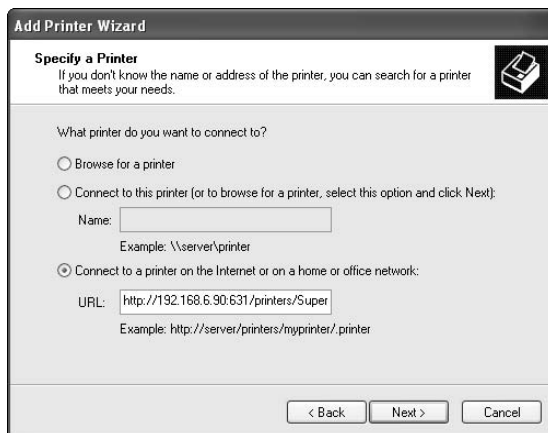 Add Printer Wizard
Specify a Printer
If you don't know the name or address of the printer, you can search for a printer
that meets your needs.
What printer do you want to connect to?
Browse for a printer
Connect to this printer (or to browse for a printer, select this option and click Next):
Name:
Example: \\server\printer
Connect to a printer on the Internet or on a home or office network:
URL: http://192.168.6.90:631/printers/Super
Example: http://server/printers/myprinter/.printer
< Back Next > Cancel